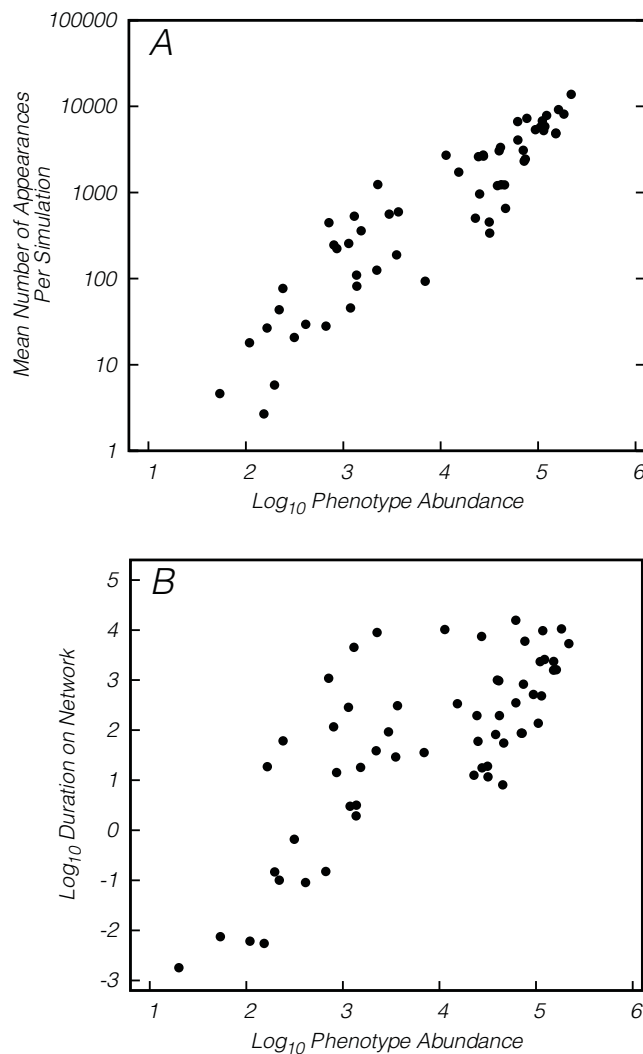 A
100000
10000
1000
100
10
1
Mean Number of Appearances
Per Simulation
1 2 3 4 5 6
Log10 Phenotype Abundance
B
5
4
3
2
1
0
-1
-2
-3
Log10 Duration on Network
1 2 3 4 5 6
Log10 Phenotype Abundance